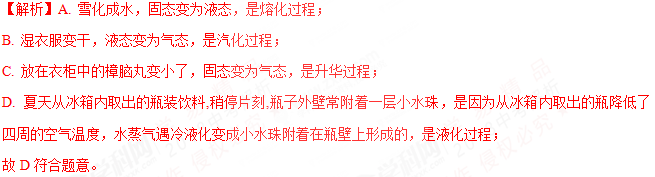 【解析】A. 雪化成水，固态变为液态，是熔化过程；
B. 湿衣服变干，液态变为气态，是汽化过程；
C. 放在衣柜中的樟脑丸变小了，固态变为气态，是升华过程；
D. 夏天从冰箱内取出的瓶装饮料,稍停片刻,瓶子外壁常附着一层小水珠，是因为从冰箱内取出的瓶降低了
四周的空气温度，水蒸气遇冷液化变成小水珠附着在瓶壁上形成的，是液化过程；
故 D 符合题意。